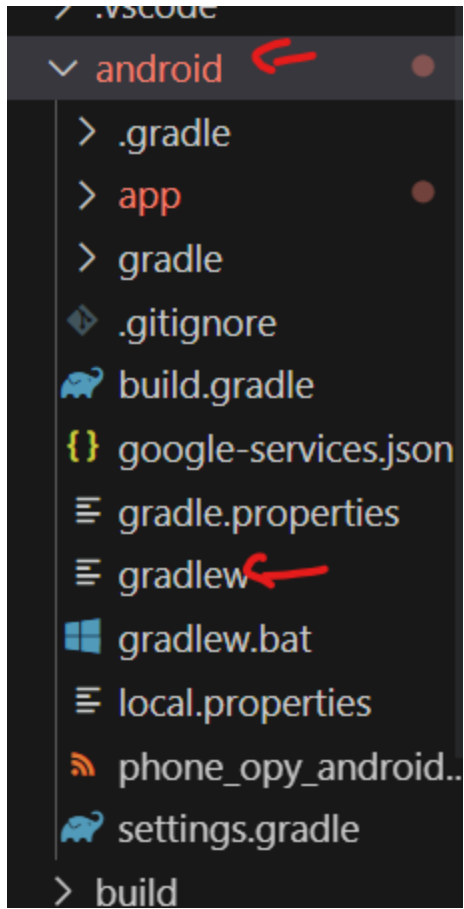 .vscode
android
.gradle
app
gradle
.gitignore
build.gradle
{} google-services.json
gradle.properties
gradlew
gradlew.bat
local.properties
phone_opy_android..
settings.gradle
build